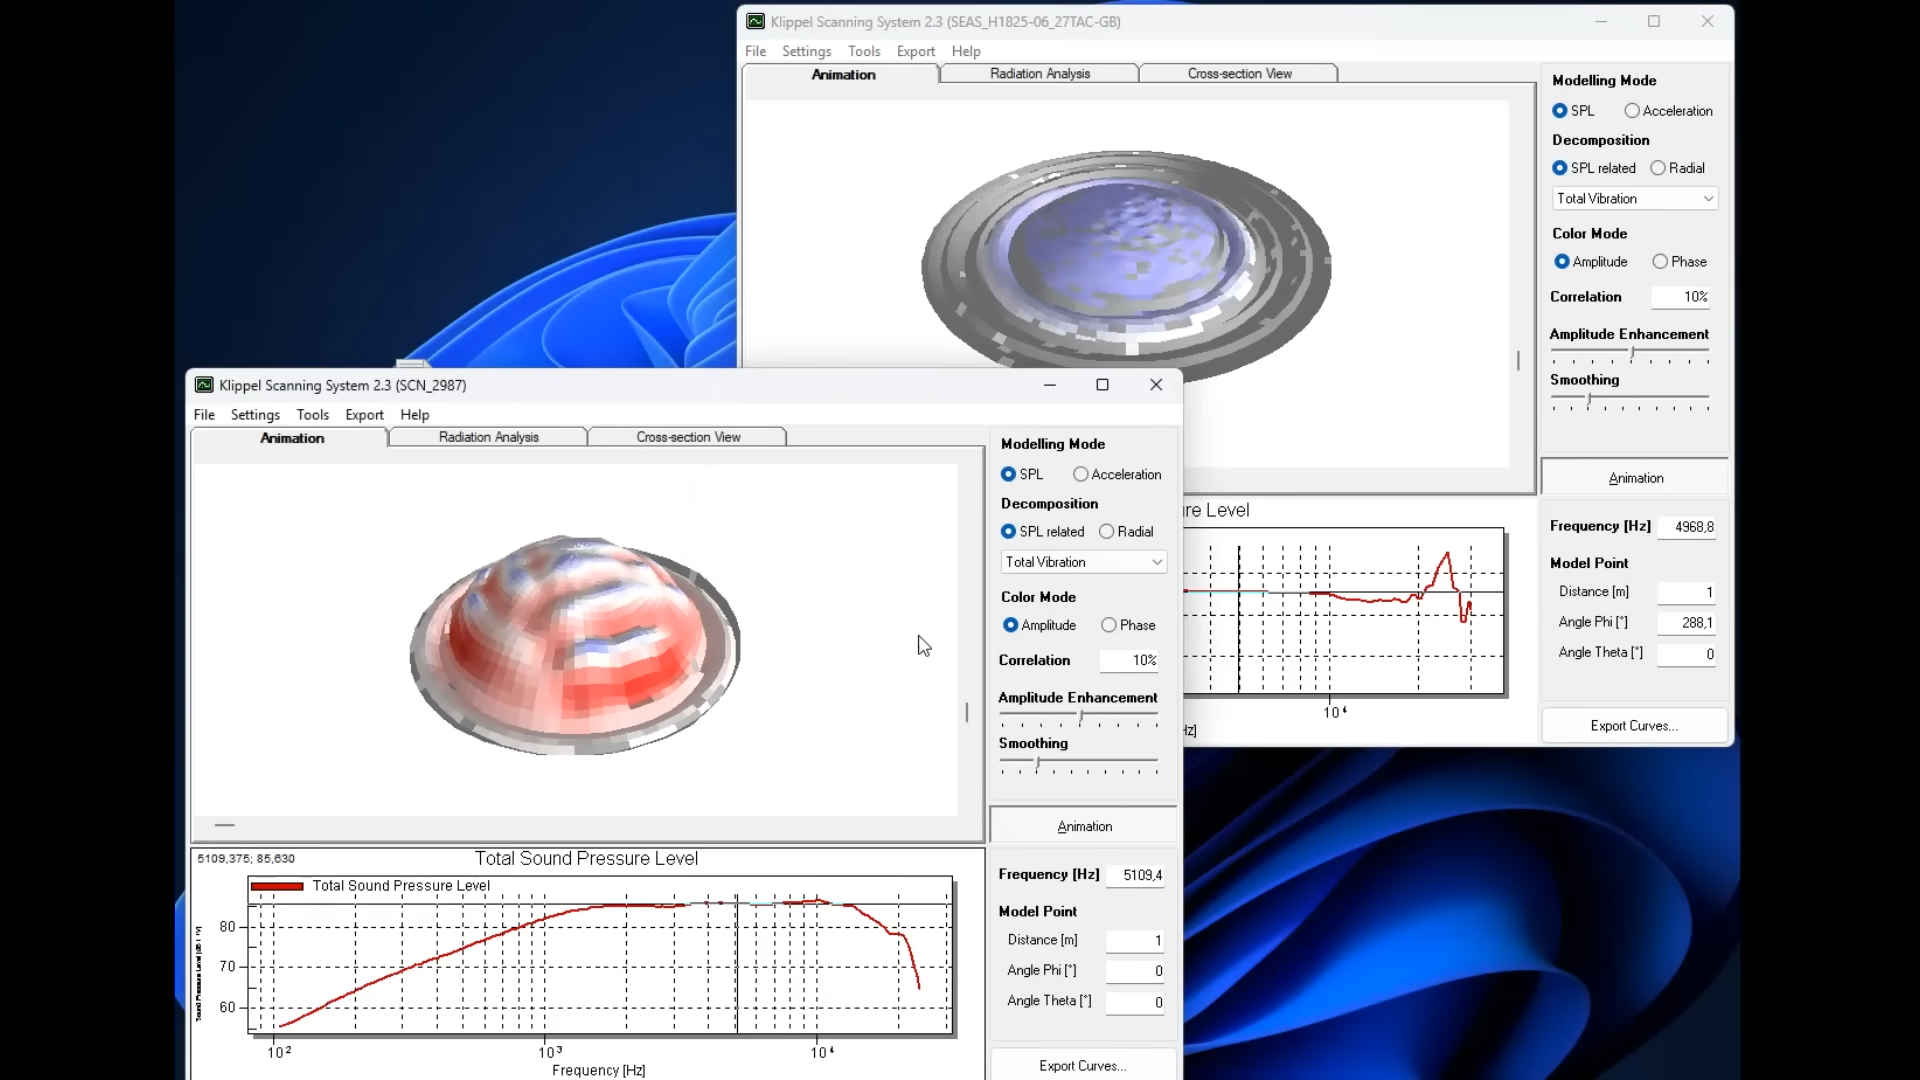 Klippel Scanning System 2.3 (SEAS_H1825-06_27TAC-GB)
File Settings Tools Export Help
Animation Radiation Analysis Cross-section View
Modelling Mode
SPL Acceleration
Decomposition
SPL related Radial
Total Vibration
Color Mode
Amplitude Phase
Correlation 10%
Amplitude Enhancement
Smoothing
Animation
re Level
Frequency [Hz] 4968,8
Model Point
Distance [m] 1
Angle Phi [°] 288,1
Angle Theta [°] 0
10⁴
Hz]
Export Curves...
Klippel Scanning System 2.3 (SCN_2987)
File Settings Tools Export Help
Animation Radiation Analysis Cross-section View
Modelling Mode
SPL Acceleration
Decomposition
SPL related Radial
Total Vibration
Color Mode
Amplitude Phase
Correlation 10%
Amplitude Enhancement
Smoothing
Animation
5109,375; 85,630 Total Sound Pressure Level
Total Sound Pressure Level
80
70
60
10² 10³ 10⁴
Frequency [Hz]
Frequency [Hz] 5109,4
Model Point
Distance [m] 1
Angle Phi [°] 0
Angle Theta [°] 0
Export Curves...